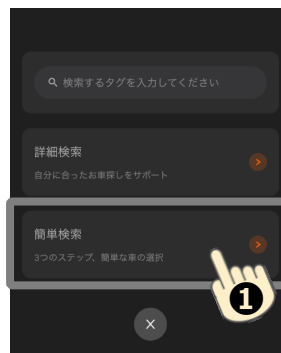 検索するタグを入力してください
詳細検索
自分に合ったお車探しをサポート
簡単検索
3つのステップ, 簡単な車の選択
1